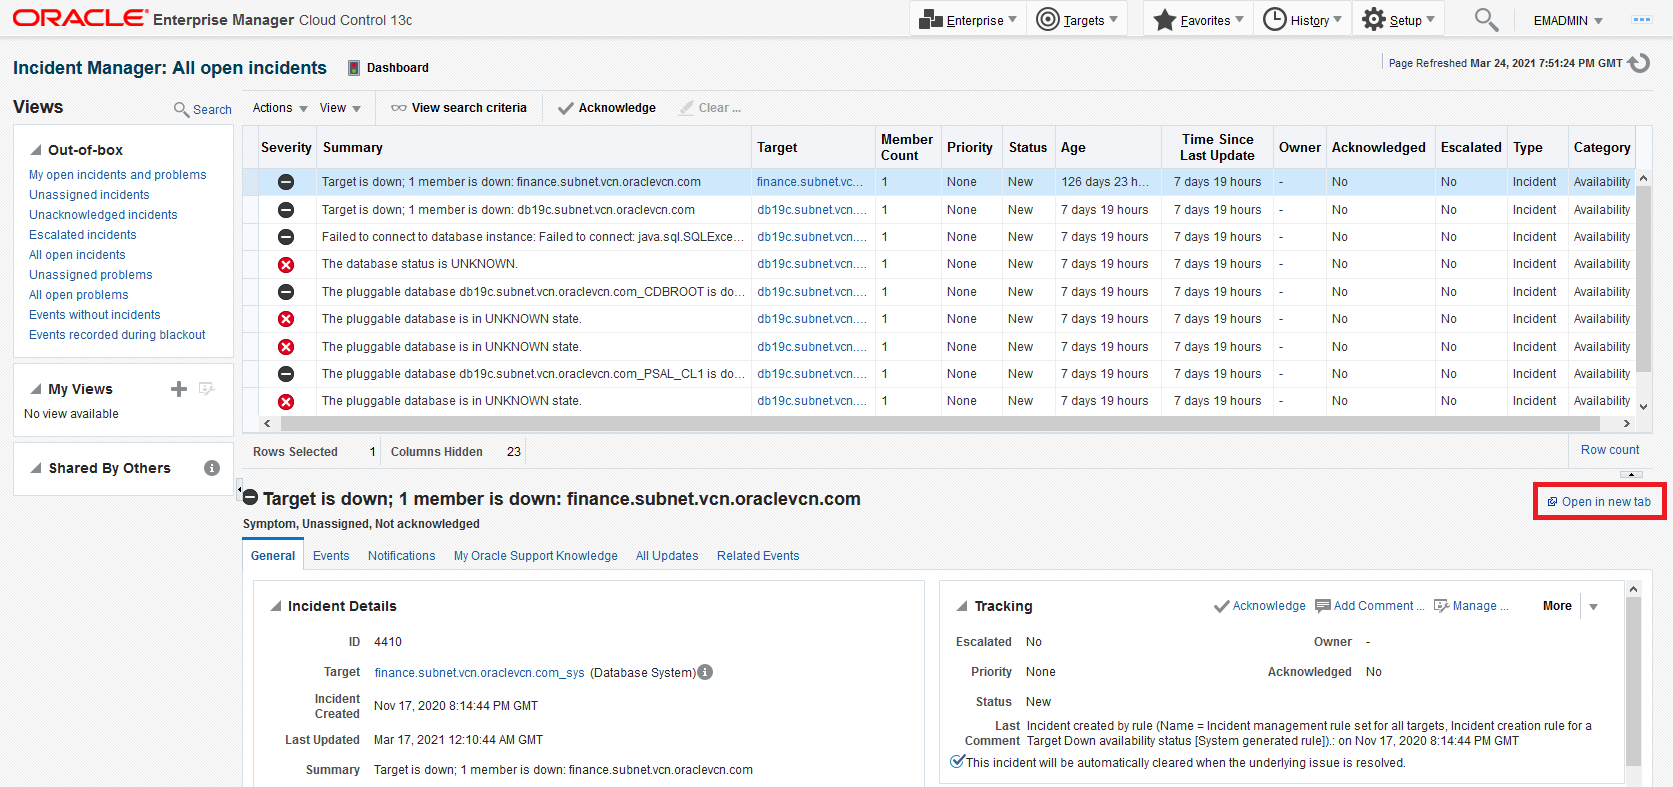 ORACLE Enterprise Manager Cloud Control 13c
Enterprise Targets Favorites History Setup EMADMIN
Incident Manager: All open incidents Dashboard
Page Refreshed Mar 24, 2021 7:51:24 PM GMT
Views Search
Out-of-box
My open incidents and problems
Unassigned incidents
Unacknowledged incidents
Escalated incidents
All open incidents
Unassigned problems
All open problems
Events without incidents
Events recorded during blackout
My Views
No view available
Shared By Others
Actions View View search criteria Acknowledge Clear ...
Severity Summary Target Member Count Priority Status Age Time Since Last Update Owner Acknowledged Escalated Type Category
Target is down; 1 member is down: finance.subnet.vcn.oraclevcn.com finance.subnet.vc... 1 None New 126 days 23 h... 7 days 19 hours - No No Incident Availability
Target is down; 1 member is down: db19c.subnet.vcn.oraclevcn.com db19c.subnet.vcn.... 1 None New 7 days 19 hours 7 days 19 hours - No No Incident Availability
Failed to connect to database instance: Failed to connect: java.sql.SQLExce... db19c.subnet.vcn.... 1 None New 7 days 19 hours 7 days 19 hours - No No Incident Availability
The database status is UNKNOWN. db19c.subnet.vcn.... 1 None New 7 days 19 hours 7 days 19 hours - No No Incident Availability
The pluggable database db19c.subnet.vcn.oraclevcn.com_CDBROOT is do... db19c.subnet.vcn.... 1 None New 7 days 19 hours 7 days 19 hours - No No Incident Availability
The pluggable database is in UNKNOWN state. db19c.subnet.vcn.... 1 None New 7 days 19 hours 7 days 19 hours - No No Incident Availability
The pluggable database is in UNKNOWN state. db19c.subnet.vcn.... 1 None New 7 days 19 hours 7 days 19 hours - No No Incident Availability
The pluggable database db19c.subnet.vcn.oraclevcn.com_PSAL_CL1 is do... db19c.subnet.vcn.... 1 None New 7 days 19 hours 7 days 19 hours - No No Incident Availability
The pluggable database is in UNKNOWN state. db19c.subnet.vcn.... 1 None New 7 days 19 hours 7 days 19 hours - No No Incident Availability
Rows Selected 1 Columns Hidden 23 Row count
Target is down; 1 member is down: finance.subnet.vcn.oraclevcn.com Open in new tab
Symptom, Unassigned, Not acknowledged
General Events Notifications My Oracle Support Knowledge All Updates Related Events
Incident Details
ID 4410
Target finance.subnet.vcn.oraclevcn.com_sys (Database System)
Incident Created Nov 17, 2020 8:14:44 PM GMT
Last Updated Mar 17, 2021 12:10:44 AM GMT
Summary Target is down; 1 member is down: finance.subnet.vcn.oraclevcn.com
Tracking Acknowledge Add Comment ... Manage ... More
Escalated No Owner -
Priority None Acknowledged No
Status New
Last Comment Incident created by rule (Name = Incident management rule set for all targets, Incident creation rule for a
Target Down availability status [System generated rule]).: on Nov 17, 2020 8:14:44 PM GMT
This incident will be automatically cleared when the underlying issue is resolved.